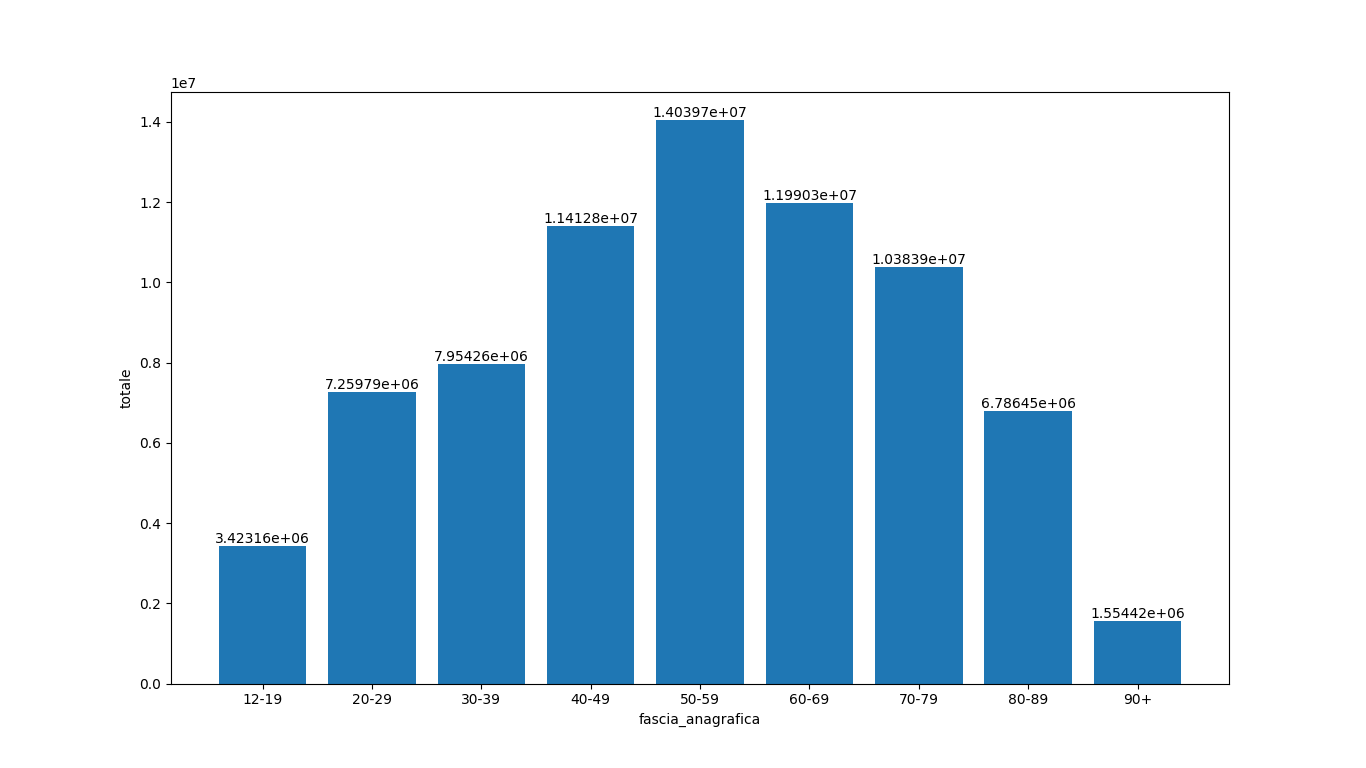 1e7
1.4
1.2
1.0
0.8
0.6
0.4
0.2
0.0
totale
3.42316e+06
7.25979e+06
7.95426e+06
1.14128e+07
1.40397e+07
1.19903e+07
1.03839e+07
6.78645e+06
1.55442e+06
12-19 20-29 30-39 40-49 50-59 60-69 70-79 80-89 90+
fascia_anagrafica